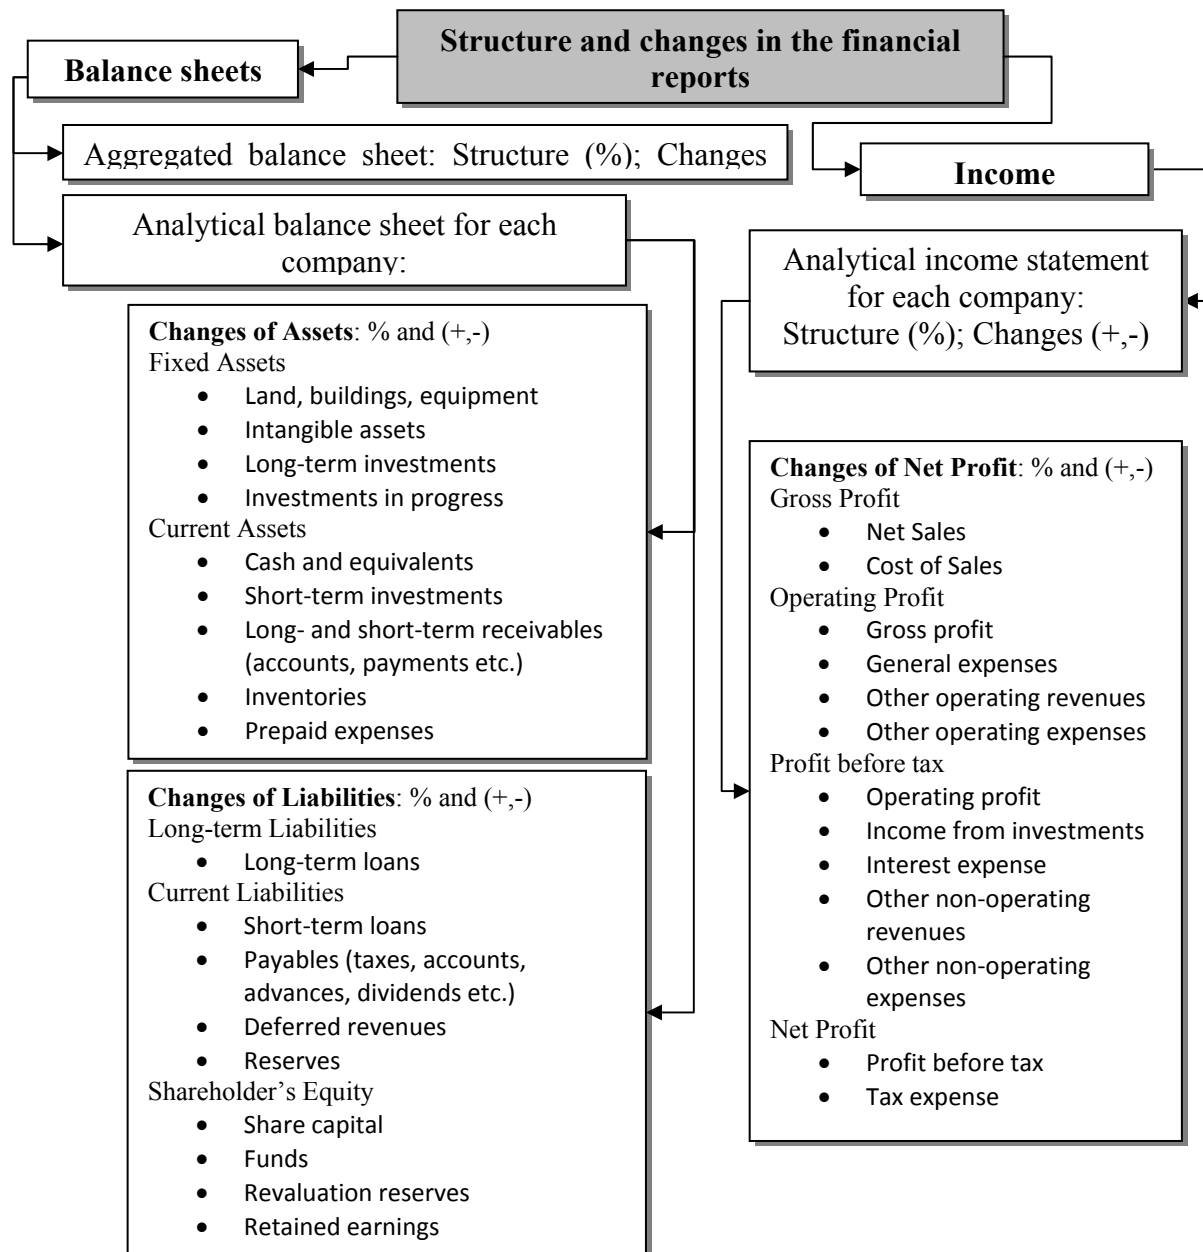 Structure and changes in the financial
reports
Balance sheets
Aggregated balance sheet: Structure (%); Changes
Income
Analytical balance sheet for each
company:
Analytical income statement
for each company:
Structure (%); Changes (+,-)
Changes of Assets: % and (+,-)
Fixed Assets
• Land, buildings, equipment
• Intangible assets
• Long-term investments
• Investments in progress
Current Assets
• Cash and equivalents
• Short-term investments
• Long- and short-term receivables
(accounts, payments etc.)
• Inventories
• Prepaid expenses
Changes of Liabilities: % and (+,-)
Long-term Liabilities
• Long-term loans
Current Liabilities
• Short-term loans
• Payables (taxes, accounts,
advances, dividends etc.)
• Deferred revenues
• Reserves
Shareholder’s Equity
• Share capital
• Funds
• Revaluation reserves
• Retained earnings
Changes of Net Profit: % and (+,-)
Gross Profit
• Net Sales
• Cost of Sales
Operating Profit
• Gross profit
• General expenses
• Other operating revenues
• Other operating expenses
Profit before tax
• Operating profit
• Income from investments
• Interest expense
• Other non-operating
revenues
• Other non-operating
expenses
Net Profit
• Profit before tax
• Tax expense